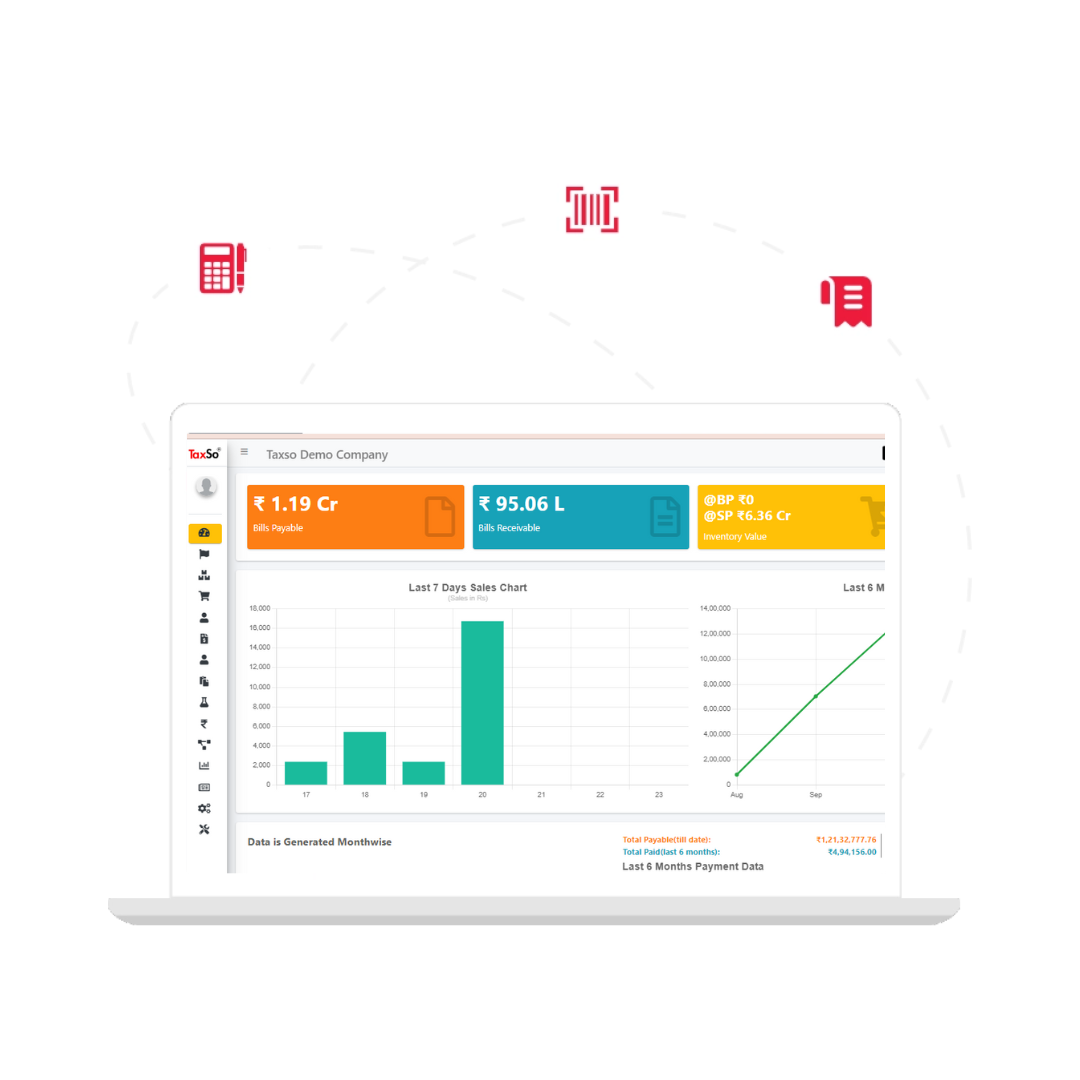 TaxSo®
Taxso Demo Company
₹ 1.19 Cr
Bills Payable
₹ 95.06 L
Bills Receivable
@BP ₹0
@SP ₹6.36 Cr
Inventory Value
Last 7 Days Sales Chart
(Sales in Rs)
18,000
16,000
14,000
12,000
10,000
8,000
6,000
4,000
2,000
0
17 18 19 20 21 22 23
Last 6 M
14,00,000
12,00,000
10,00,000
8,00,000
6,00,000
4,00,000
2,00,000
0
Aug Sep
Data is Generated Monthwise
Total Payable(till date): ₹1,21,32,777.76
Total Paid(last 6 months): ₹4,94,156.00
Last 6 Months Payment Data